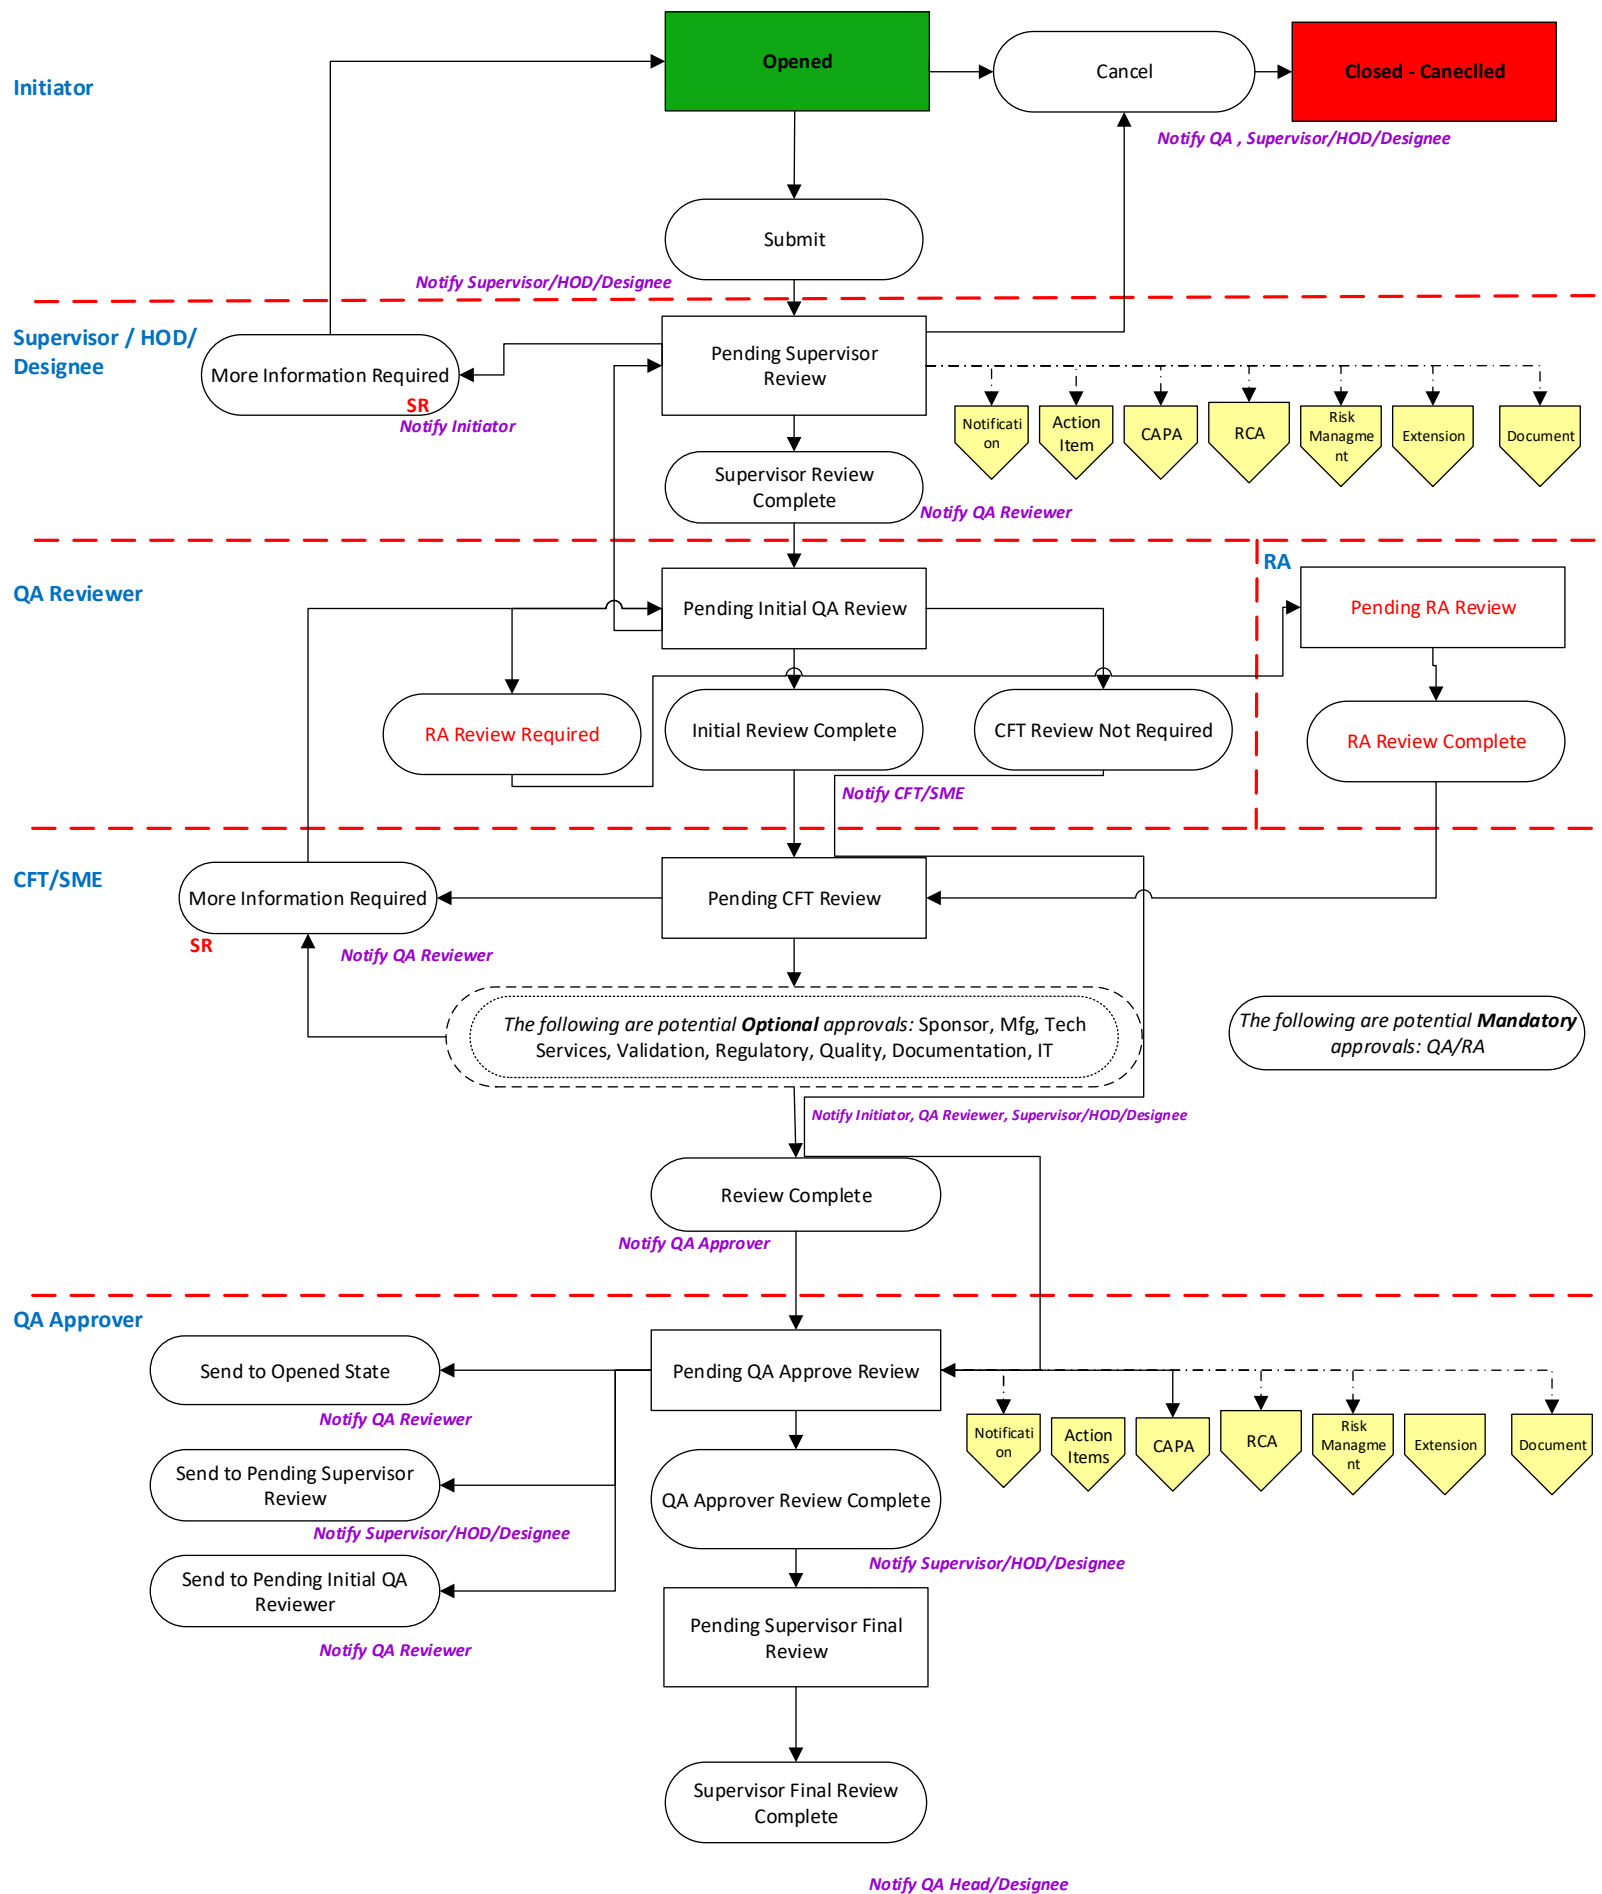 Initiator
Opened
Cancel
Closed - Caneclled
Notify QA , Supervisor/HOD/Designee
Submit
Notify Supervisor/HOD/Designee
Supervisor / HOD/
Designee
More Information Required
SR
Notify Initiator
Pending Supervisor
Review
Notificati
on
Action
Item
CAPA
RCA
Risk
Managme
nt
Extension
Document
Supervisor Review
Complete
Notify QA Reviewer
QA Reviewer
Pending Initial QA Review
RA
Pending RA Review
RA Review Required
Initial Review Complete
CFT Review Not Required
RA Review Complete
Notify CFT/SME
CFT/SME
More Information Required
SR
Notify QA Reviewer
Pending CFT Review
The following are potential Optional approvals: Sponsor, Mfg, Tech
Services, Validation, Regulatory, Quality, Documentation, IT
The following are potential Mandatory
approvals: QA/RA
Notify Initiator, QA Reviewer, Supervisor/HOD/Designee
Review Complete
Notify QA Approver
QA Approver
Send to Opened State
Notify QA Reviewer
Pending QA Approve Review
Notificati
on
Action
Items
CAPA
RCA
Risk
Managme
nt
Extension
Document
Send to Pending Supervisor
Review
Notify Supervisor/HOD/Designee
QA Approver Review Complete
Notify Supervisor/HOD/Designee
Send to Pending Initial QA
Reviewer
Notify QA Reviewer
Pending Supervisor Final
Review
Supervisor Final Review
Complete
Notify QA Head/Designee